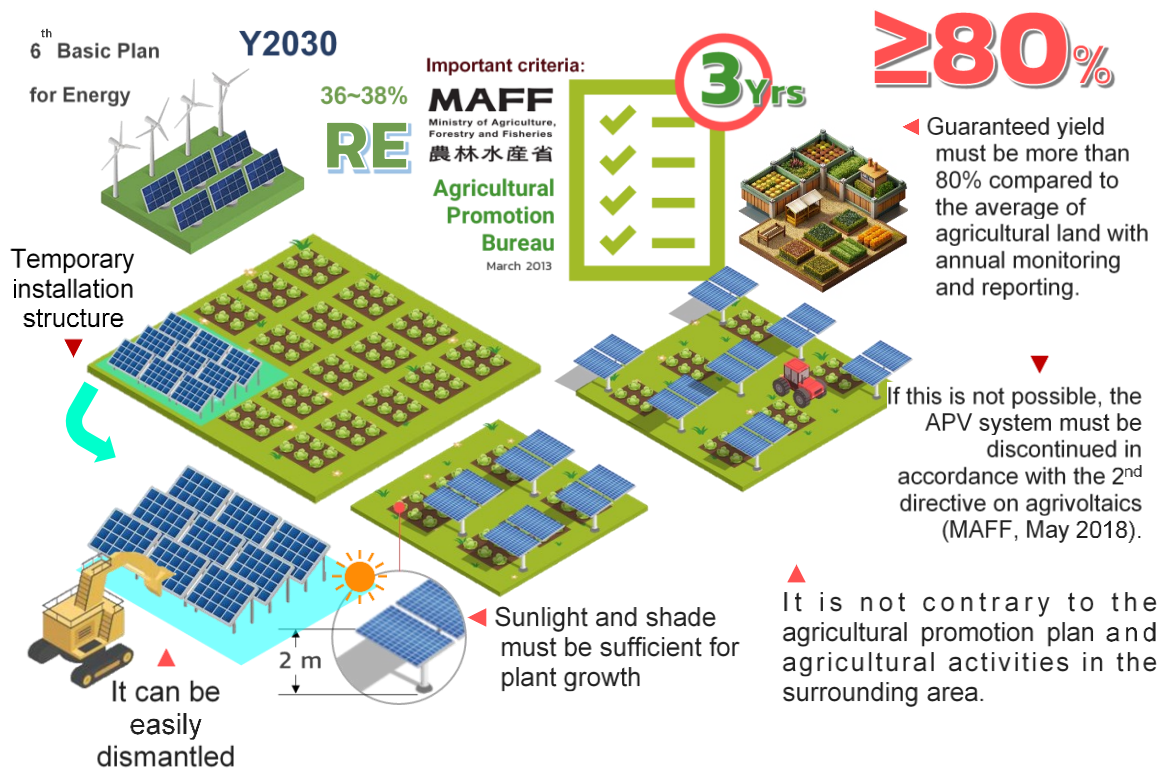 6th Basic Plan
for Energy
Y2030
36~38%
RE
Important criteria:
MAFF
Ministry of Agriculture,
Forestry and Fisheries
農林水産省
Agricultural
Promotion
Bureau
March 2013
3Yrs
≥80%
Guaranteed yield
must be more than
80% compared to
the average of
agricultural land with
annual monitoring
and reporting.
If this is not possible, the
APV system must be
discontinued in
accordance with the 2nd
directive on agrivoltaics
(MAFF, May 2018).
It is not contrary to the
agricultural promotion plan and
agricultural activities in the
surrounding area.
Temporary
installation
structure
It can be
easily
dismantled
2 m
Sunlight and shade
must be sufficient for
plant growth